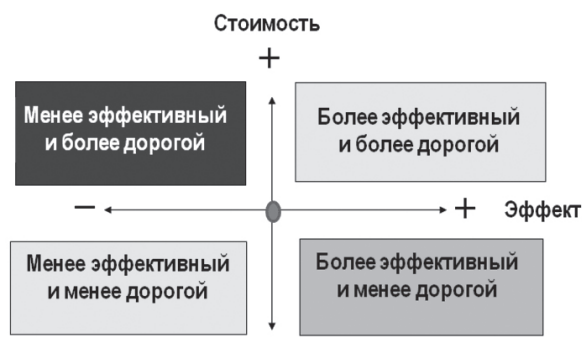 Стоимость
+
Менее эффективный
и более дорогой
Более эффективный
и более дорогой
−
+
Эффект
Менее эффективный
и менее дорогой
Более эффективный
и менее дорогой